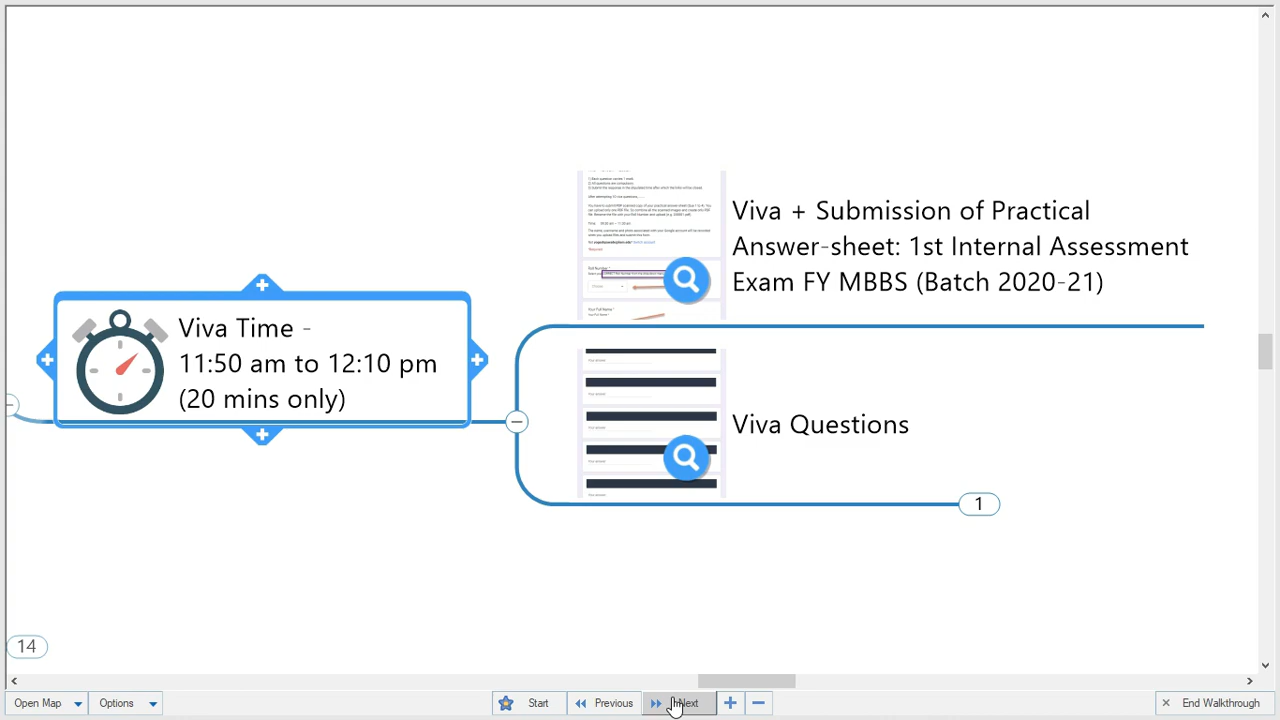 Viva + Submission of Practical
Answer-sheet: 1st Internal Assessment
Exam FY MBBS (Batch 2020-21)
Viva Time -
11:50 am to 12:10 pm
(20 mins only)
Viva Questions
1
14
Open Map
Options
Start
Previous
Next
End Walkthrough